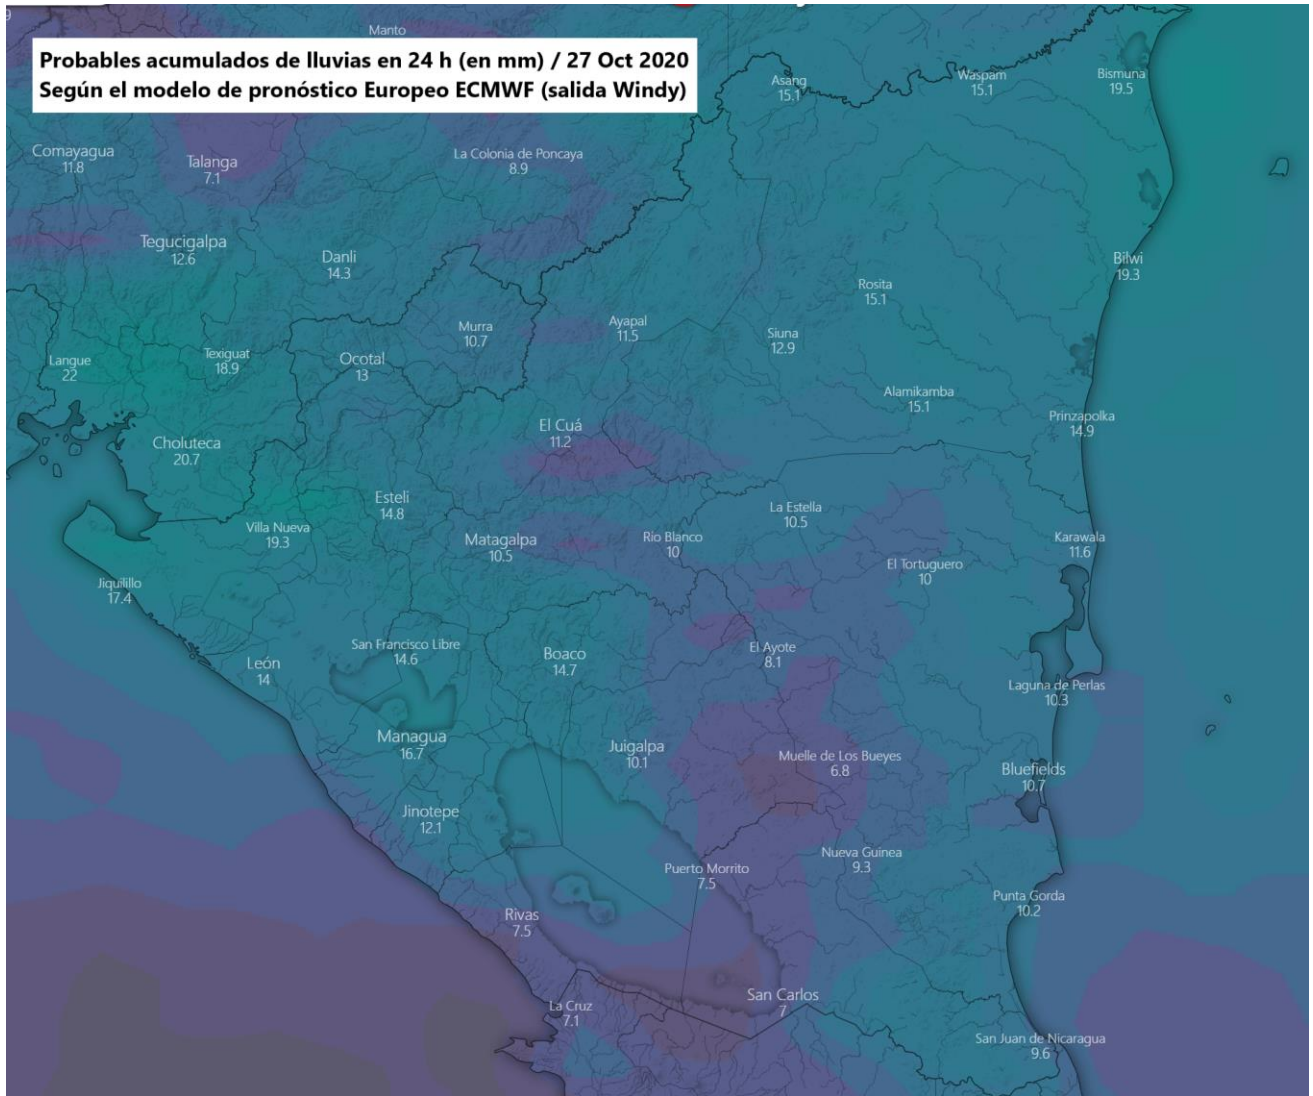 Manto
Probables acumulados de lluvias en 24 h (en mm) / 27 Oct 2020
Según el modelo de pronóstico Europeo ECMWF (salida Windy)
Asang
15.1
Waspam
15.1
Bismuna
19.5
Comayagua
11.8
Talanga
7.1
La Colonia de Poncaya
8.9
Tegucigalpa
12.6
Danli
14.3
Bilwi
19.3
Rosita
15.1
Murra
10.7
Ayapal
11.5
Siuna
12.9
Langue
22
Texiguat
18.9
Ocotal
13
Alamikamba
15.1
Prinzapolka
14.9
Choluteca
20.7
El Cuá
11.2
Esteli
14.8
La Estella
10.5
Villa Nueva
19.3
Matagalpa
10.5
Rio Blanco
10
Karawala
11.6
El Tortuguero
10
Jiquilillo
17.4
San Francisco Libre
14.6
Boaco
14.7
El Ayote
8.1
León
14
Laguna de Perlas
10.3
Managua
16.7
Juigalpa
10.1
Muelle de Los Bueyes
6.8
Bluefields
10.7
Jinotepe
12.1
Nueva Guinea
9.3
Puerto Morrito
7.5
Punta Gorda
10.2
Rivas
7.5
San Carlos
7
La Cruz
7.1
San Juan de Nicaragua
9.6